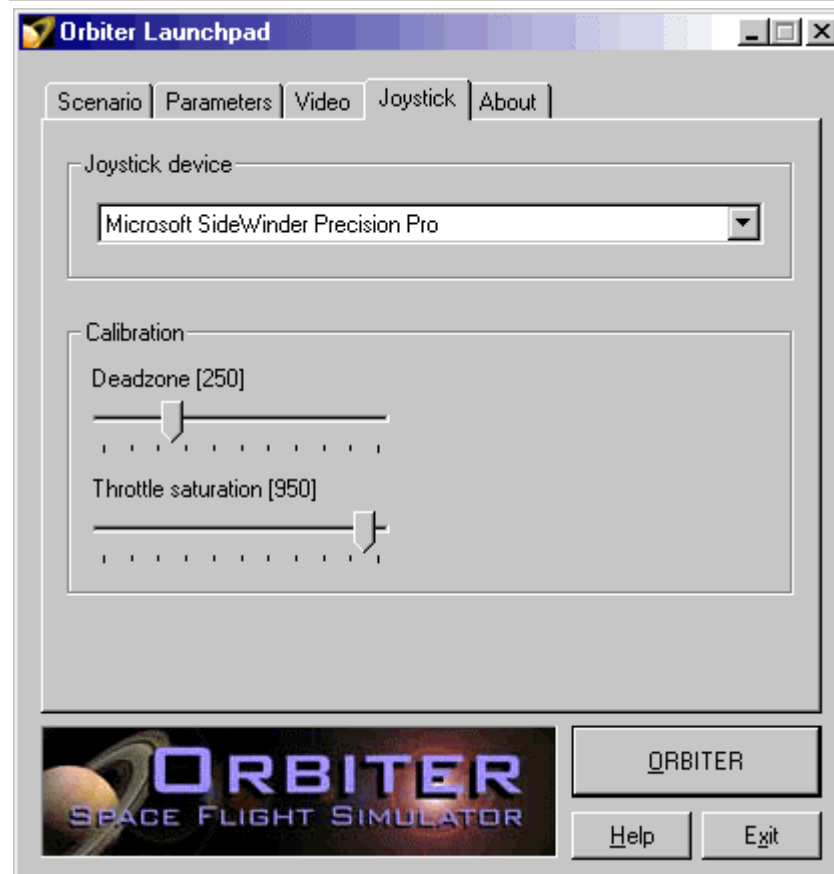 Orbiter Launchpad
Scenario Parameters Video Joystick About
Joystick device
Microsoft SideWinder Precision Pro
Calibration
Deadzone [250]
Throttle saturation [950]
ORBITER
SPACE FLIGHT SIMULATOR
ORBITER
Help Exit